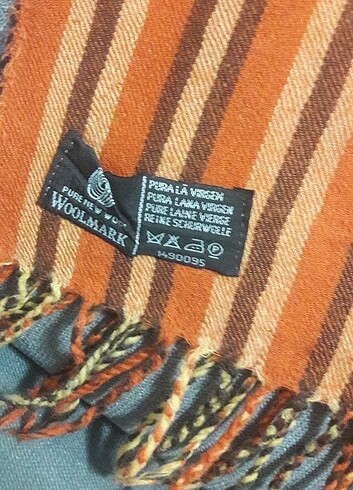 PURE NEW WOOL
WOOLMARK
PURA LÃ VIRGEM
PURA LANA VIRGEN
PURE LAINE VIERGE
REINE SCHURWOLLE
P
1490095